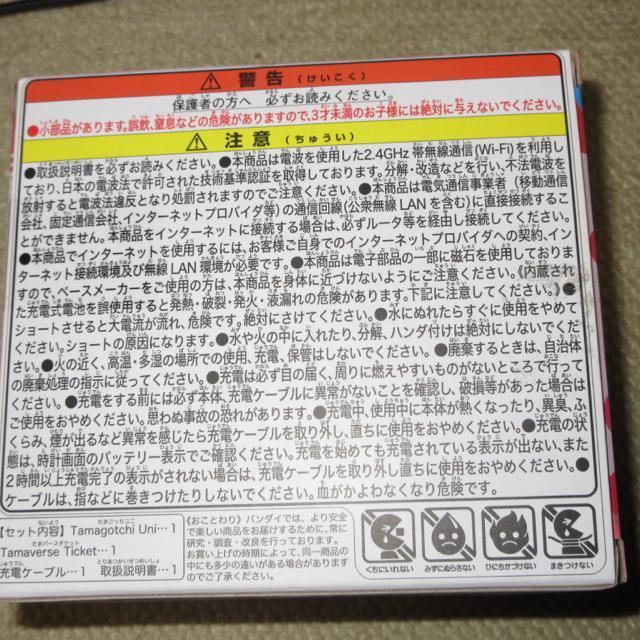 ⚠ 警告（けいこく）
保護者の方へ 必ずお読みください。
●小部品があります。誤飲、窒息などの危険がありますので、3才未満のお子様には絶対に与えないでください。
⚠ 注意（ちゅうい）
●取扱説明書を必ずお読みください。●本商品は電波を使用した2.4GHz 帯無線通信（Wi-Fi）を利用し
ており、日本の電波法で許可された技術基準認証を取得しております。分解・改造などを行い、不法電波を
放射すると電波法違反となり処罰されますのでご注意ください。●本商品は電気通信事業者（移動通信
会社、固定通信会社、インターネットプロバイダ等）の通信回線（公衆無線 LAN を含む）に直接接続するこ
とができません。本商品をインターネットに接続する場合は、必ずルータ等を経由し接続してください。
●本商品でインターネットを使用するには、お客様ご自身でのインターネットプロバイダへの契約、イン
ターネット接続環境及び無線 LAN 環境が必要です。●本商品は電子部品の一部に磁石を使用しておりま
すので、ペースメーカーをご使用の方は、本商品を身体に近づけないようにご注意ください。《内蔵され
た充電式電池を誤使用すると発熱・破裂・発火・液漏れの危険があります。下記に注意してください。》●
ショートさせると大電流が流れ、危険です。絶対にさけてください。●水にぬれたらすぐに使用をやめて
ください。ショートの原因になります。●水や火の中に入れたり、分解、ハンダ付けは絶対にしないでくだ
さい。●火の近く、高温・多湿の場所での使用、充電、保管はしないでください。●廃棄するときは、自治体
の廃棄処理の指示に従ってください。●充電は必ず目の届く、周りに燃えやすいものがないところで行って
ください。●充電をする前には必ず本体、充電ケーブルに異常がないことを確認し、破損等があった場合は
ご使用をおやめください。思わぬ事故の恐れがあります。●充電中、使用中に本体が熱くなったり、異臭、ふ
くらみ、煙が出るなど異常を感じたら充電ケーブルを取り外し、直ちに使用をおやめください。●充電の状
態は、時計画面のバッテリー表示でご確認ください。充電を始めても充電されている表示が出ない、また
2時間以上充電完了の表示がされない場合は、充電ケーブルを取り外し直ちに使用をおやめください。●
ケーブルは、指などに巻きつけたりしないでください。血がかよわなくなり危険です。
【セット内容】Tamagotchi Uni…1
Tamaverse Ticket…1
充電ケーブル…1 取扱説明書…1
《おことわり》バンダイでは、より安全
で楽しい商品をお届けするために、常に
研究・調査・改良を行っております。
お買い上げの時期によって、同一商品の
中にも多少の違いがある場合があります
のでご了承ください。
くちにいれない みずにぬらさない ひにちかづけない まきつけない